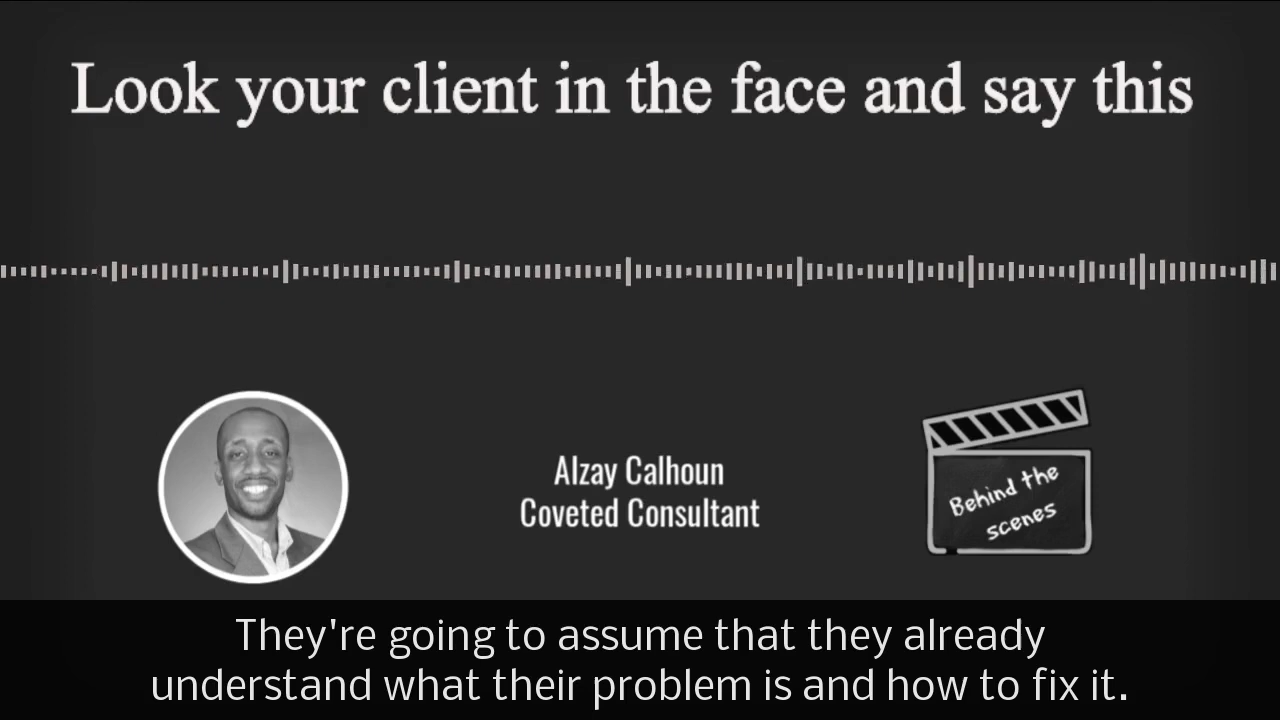 Look your client in the face and say this
Alzay Calhoun
Coveted Consultant
Behind the
scenes
They're going to assume that they already
understand what their problem is and how to fix it.